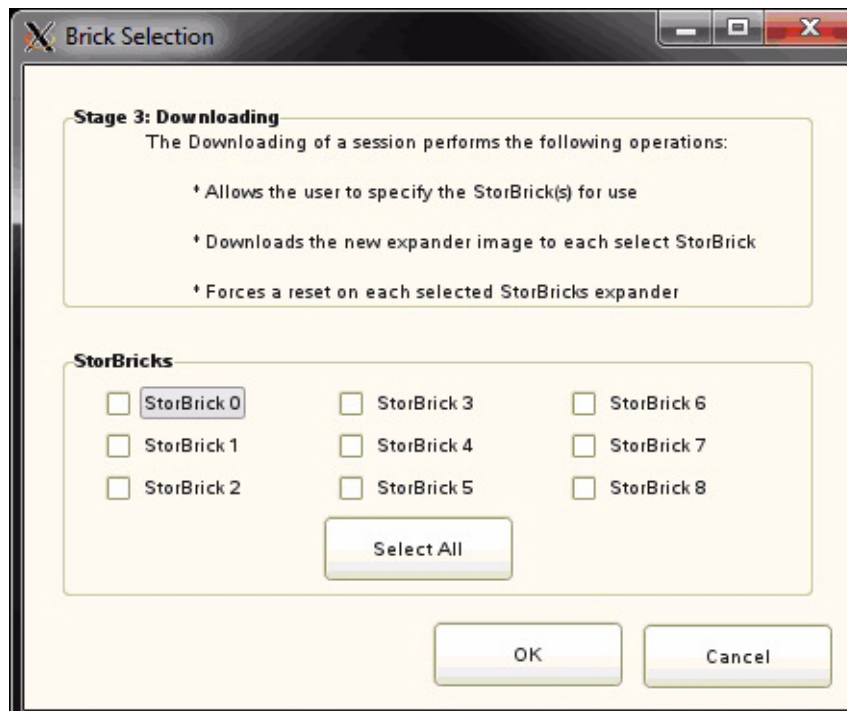 Brick Selection
Stage 3: Downloading
The Downloading of a session performs the following operations:
* Allows the user to specify the StorBrick(s) for use
* Downloads the new expander image to each select StorBrick
* Forces a reset on each selected StorBricks expander
StorBricks
StorBrick 0 StorBrick 3 StorBrick 6
StorBrick 1 StorBrick 4 StorBrick 7
StorBrick 2 StorBrick 5 StorBrick 8
Select All
OK Cancel